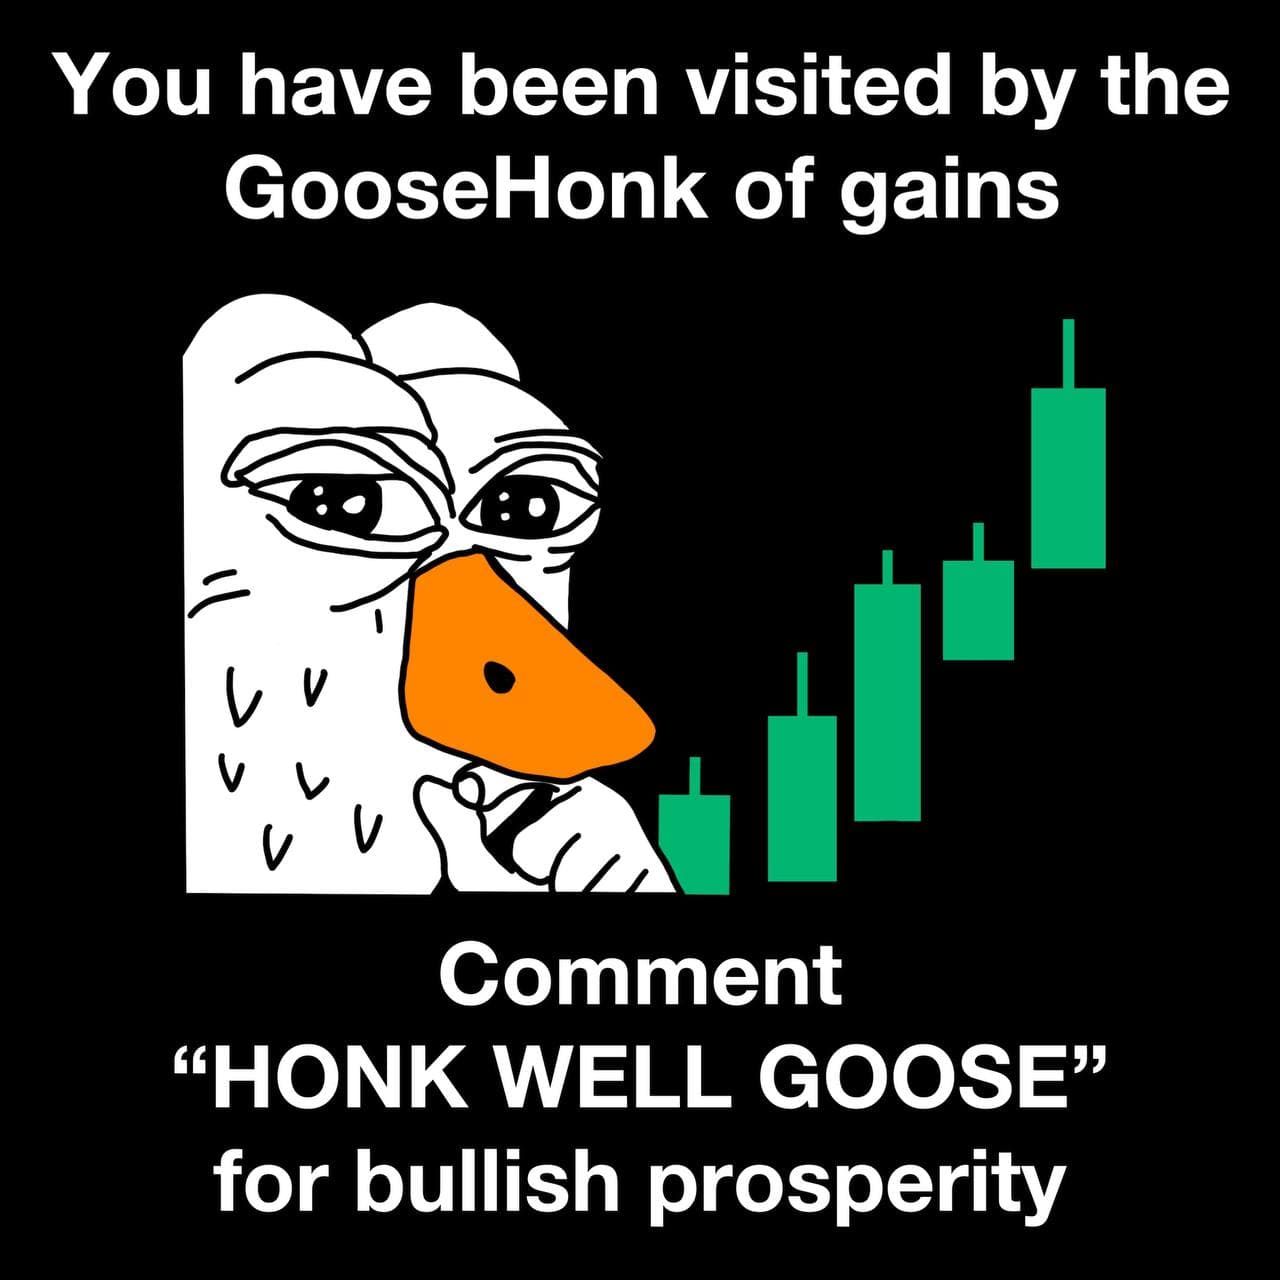 You have been visited by the
GooseHonk of gains
Comment
“HONK WELL GOOSE”
for bullish prosperity